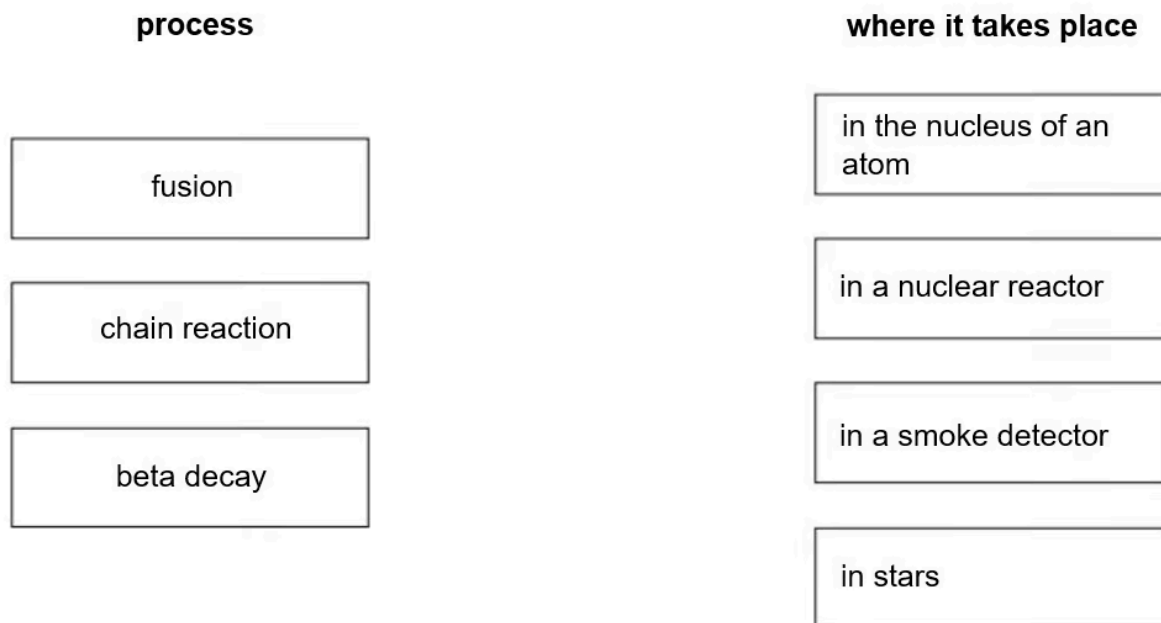 process
where it takes place
fusion
chain reaction
beta decay
in the nucleus of an
atom
in a nuclear reactor
in a smoke detector
in stars